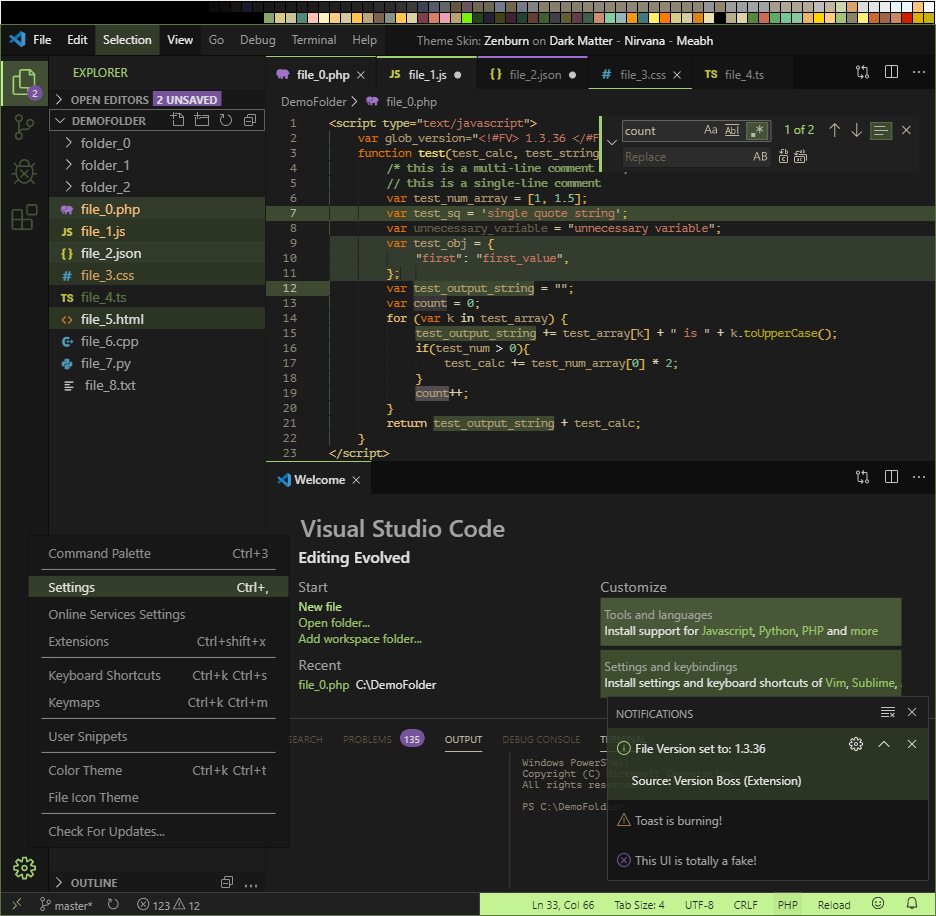 File Edit Selection View Go Debug Terminal Help Theme Skin: Zenburn on Dark Matter - Nirvana - Meabh
EXPLORER
2
OPEN EDITORS 2 UNSAVED
DEMOFOLDER
folder_0
folder_1
folder_2
file_0.php
JS file_1.js
{} file_2.json
# file_3.css
TS file_4.ts
<> file_5.html
file_6.cpp
file_7.py
file_8.txt
file_0.php × JS file_1.js ● {} file_2.json ● # file_3.css × TS file_4.ts ...
DemoFolder > file_0.php
count Aa Abl .* 1 of 2
Replace AB
1 <script type="text/javascript">
2 var glob_version="<!#FV> 1.3.36 </#F
3 function test(test_calc, test_string
4 /* this is a multi-line comment
5 // this is a single-line comment
6 var test_num_array = [1, 1.5];
7 var test_sq = 'single quote string';
8 var unnecessary_variable = "unnecessary variable";
9 var test_obj = {
10 "first": "first_value",
11 };
12 var test_output_string = "";
13 var count = 0;
14 for (var k in test_array) {
15 test_output_string += test_array[k] + " is " + k.toUpperCase();
16 if(test_num > 0){
17 test_calc += test_num_array[0] * 2;
18 }
19 count++;
20 }
21 return test_output_string + test_calc;
22 }
23 </script>
Welcome × ...
Visual Studio Code
Editing Evolved
Start
New file
Open folder...
Add workspace folder...
Recent
file_0.php C:\DemoFolder
Customize
Tools and languages
Install support for Javascript, Python, PHP and more
Settings and keybindings
Install settings and keyboard shortcuts of Vim, Sublime,
Command Palette Ctrl+3
Settings Ctrl+,
Online Services Settings
Extensions Ctrl+shift+x
Keyboard Shortcuts Ctrl+k Ctrl+s
Keymaps Ctrl+k Ctrl+m
User Snippets
Color Theme Ctrl+k Ctrl+t
File Icon Theme
Check For Updates...
SEARCH PROBLEMS 135 OUTPUT DEBUG CONSOLE TERMINAL
Windows PowerShell
Copyright (C)
All rights reserved
PS C:\DemoFolder>
NOTIFICATIONS
File Version set to: 1.3.36
Source: Version Boss (Extension)
Toast is burning!
This UI is totally a fake!
OUTLINE ...
master* 123 12 Ln 33, Col 66 Tab Size: 4 UTF-8 CRLF PHP Reload